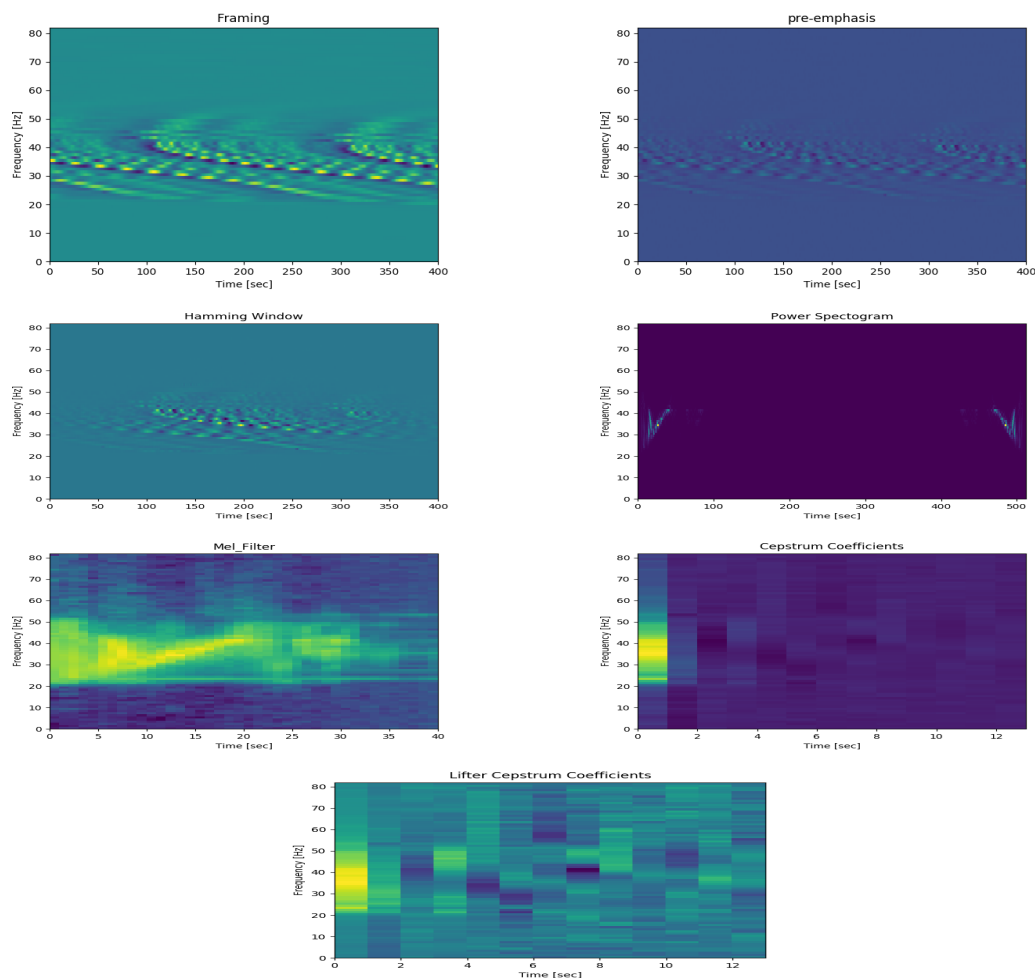 Framing
80
70
60
50
40
30
20
10
0
Frequency [Hz]
0 50 100 150 200 250 300 350 400
Time [sec]
pre-emphasis
80
70
60
50
40
30
20
10
0
Frequency [Hz]
0 50 100 150 200 250 300 350 400
Time [sec]
Hamming Window
80
70
60
50
40
30
20
10
0
Frequency [Hz]
0 50 100 150 200 250 300 350 400
Time [sec]
Power Spectogram
80
70
60
50
40
30
20
10
0
Frequency [Hz]
0 100 200 300 400 500
Time [sec]
Mel_Filter
80
70
60
50
40
30
20
10
0
Frequency [Hz]
0 5 10 15 20 25 30 35 40
Time [sec]
Cepstrum Coefficients
80
70
60
50
40
30
20
10
0
Frequency [Hz]
0 2 4 6 8 10 12
Time [sec]
Lifter Cepstrum Coefficients
80
70
60
50
40
30
20
10
0
Frequency [Hz]
0 2 4 6 8 10 12
Time [sec]